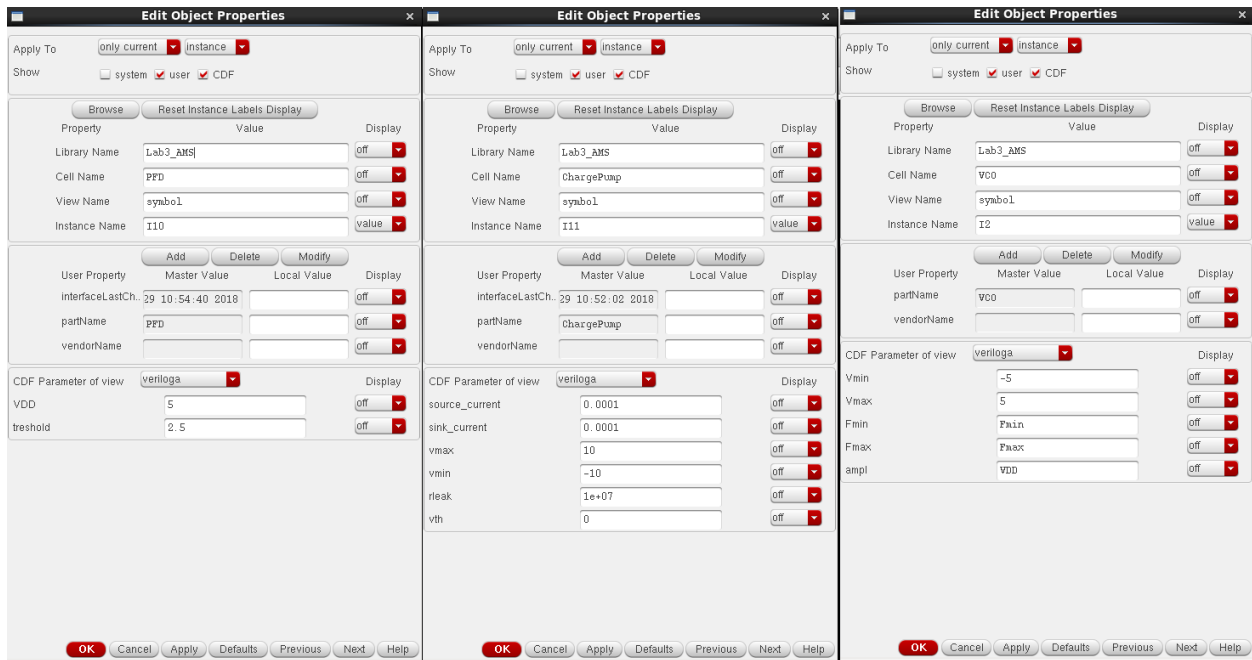 Edit Object Properties
Apply To only current instance
Show system user CDF
Browse Reset Instance Labels Display
Property Value Display
Library Name Lab3_AMS off
Cell Name PFD off
View Name symbol off
Instance Name I10 value
Add Delete Modify
User Property Master Value Local Value Display
interfaceLastCh.. 29 10:54:40 2018 off
partName PFD off
vendorName off
CDF Parameter of view veriloga Display
VDD 5 off
treshold 2.5 off
OK Cancel Apply Defaults Previous Next Help
Edit Object Properties
Apply To only current instance
Show system user CDF
Browse Reset Instance Labels Display
Property Value Display
Library Name Lab3_AMS off
Cell Name ChargePump off
View Name symbol off
Instance Name I11 value
Add Delete Modify
User Property Master Value Local Value Display
interfaceLastCh.. 29 10:52:02 2018 off
partName ChargePump off
vendorName off
CDF Parameter of view veriloga Display
source_current 0.0001 off
sink_current 0.0001 off
vmax 10 off
vmin -10 off
rleak 1e+07 off
vth 0 off
OK Cancel Apply Defaults Previous Next Help
Edit Object Properties
Apply To only current instance
Show system user CDF
Browse Reset Instance Labels Display
Property Value Display
Library Name Lab3_AMS off
Cell Name VCO off
View Name symbol off
Instance Name I2 value
Add Delete Modify
User Property Master Value Local Value Display
partName VCO off
vendorName off
CDF Parameter of view veriloga Display
Vmin -5 off
Vmax 5 off
Fmin Fmin off
Fmax Fmax off
ampl VDD off
OK Cancel Apply Defaults Previous Next Help